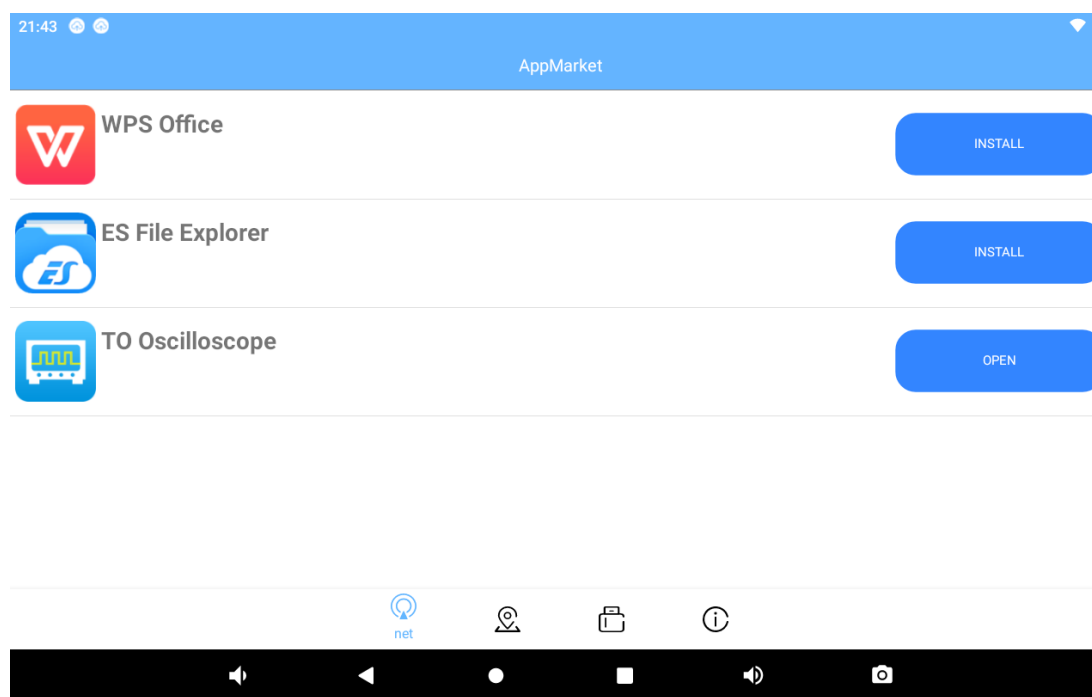 21:43
AppMarket
WPS Office
INSTALL
ES File Explorer
INSTALL
TO Oscilloscope
OPEN
net